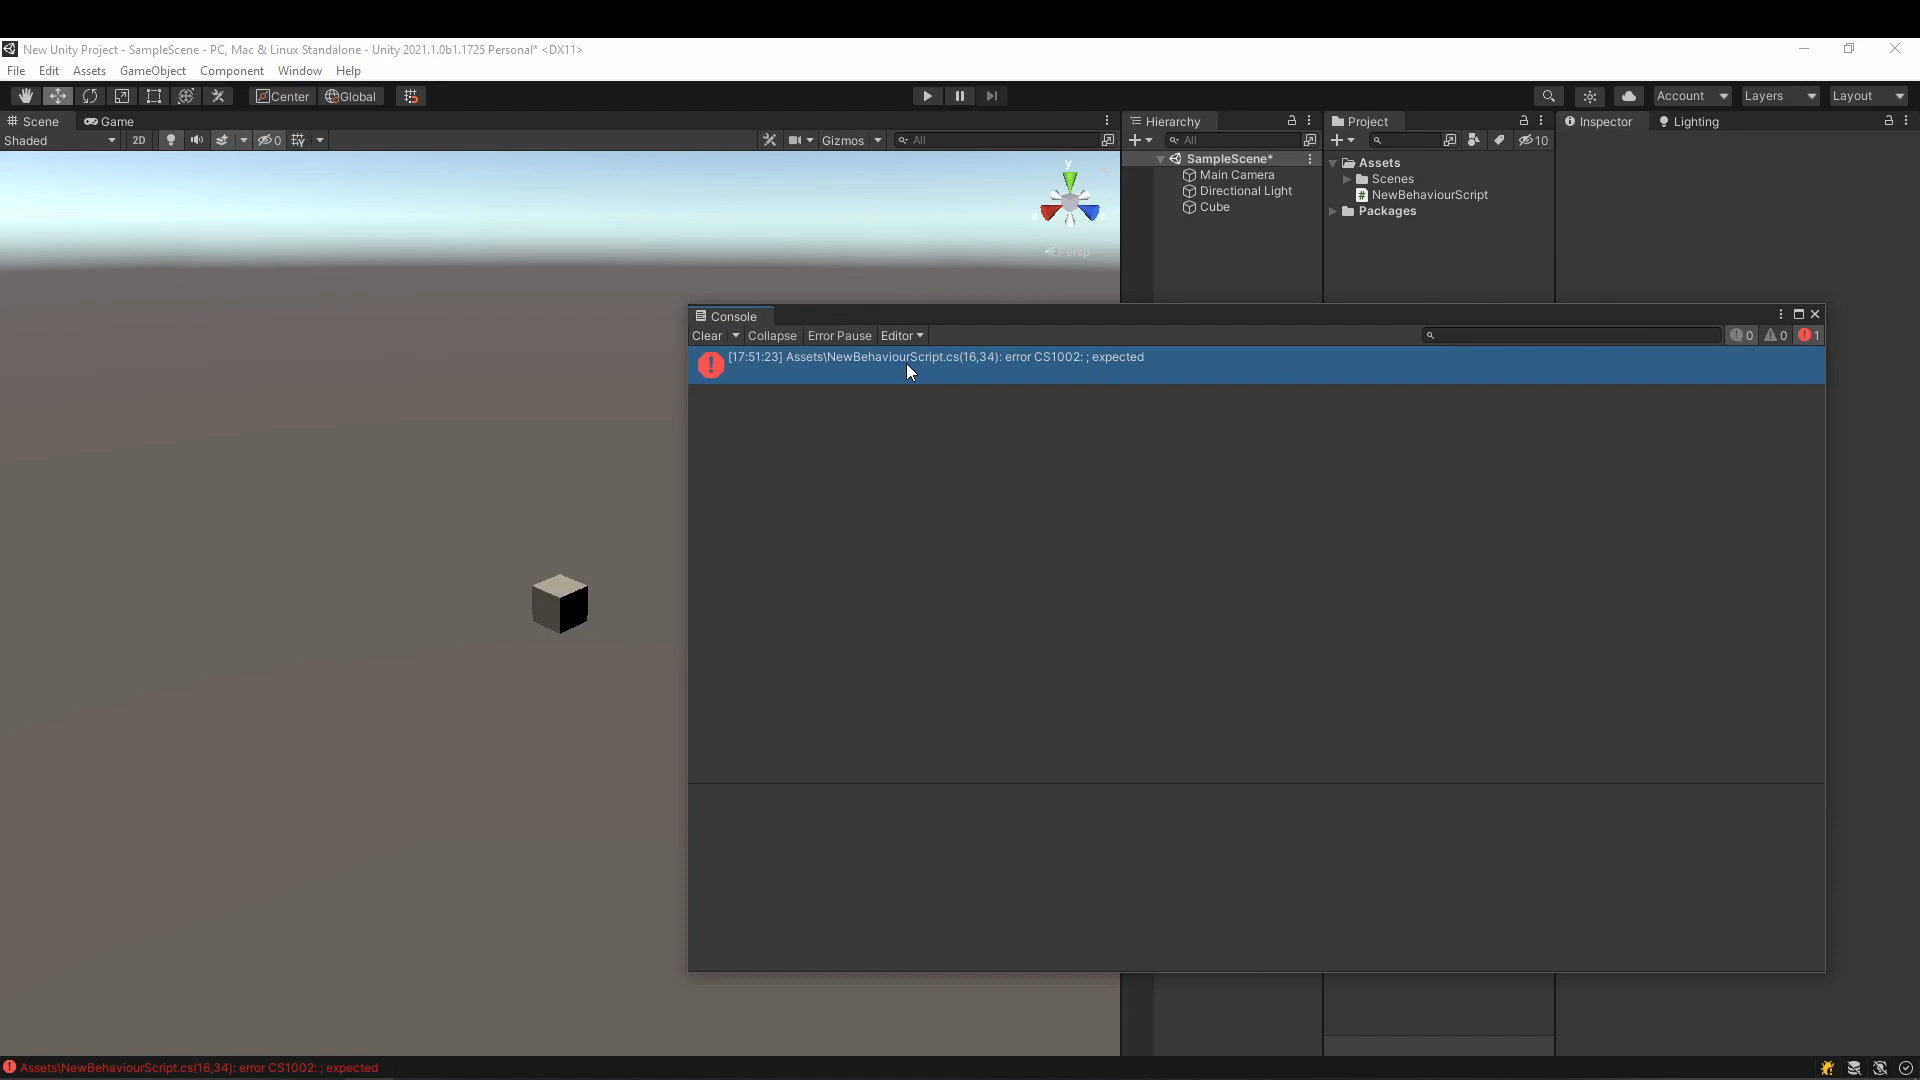 New Unity Project - SampleScene - PC, Mac & Linux Standalone - Unity 2021.1.0b1.1725 Personal* <DX11>
File Edit Assets GameObject Component Window Help
Center Global Account Layers Layout
Scene Game Hierarchy Project Inspector Lighting
Shaded 2D 0 Gizmos All All 10
SampleScene*
Main Camera
Directional Light
Cube
Assets
Scenes
NewBehaviourScript
Packages
y
Persp
Console
Clear Collapse Error Pause Editor 0 0 1
[17:51:23] Assets\NewBehaviourScript.cs(16,34): error CS1002: ; expected
Assets\NewBehaviourScript.cs(16,34): error CS1002: ; expected